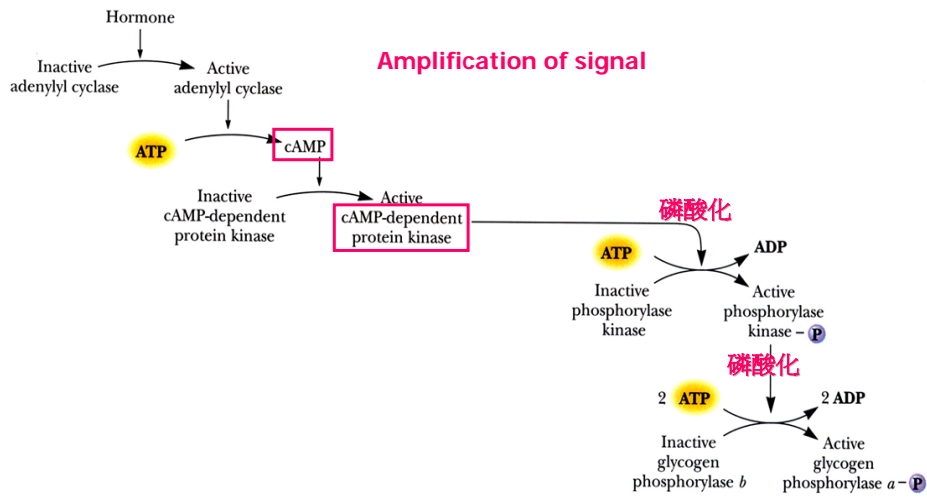 Hormone
Amplification of signal
Inactive
adenylyl cyclase
Active
adenylyl cyclase
ATP
cAMP
Inactive
cAMP-dependent
protein kinase
Active
cAMP-dependent
protein kinase
磷酸化
ATP
ADP
Inactive
phosphorylase
kinase
Active
phosphorylase
kinase – P
磷酸化
2 ATP
2 ADP
Inactive
glycogen
phosphorylase b
Active
glycogen
phosphorylase a – P